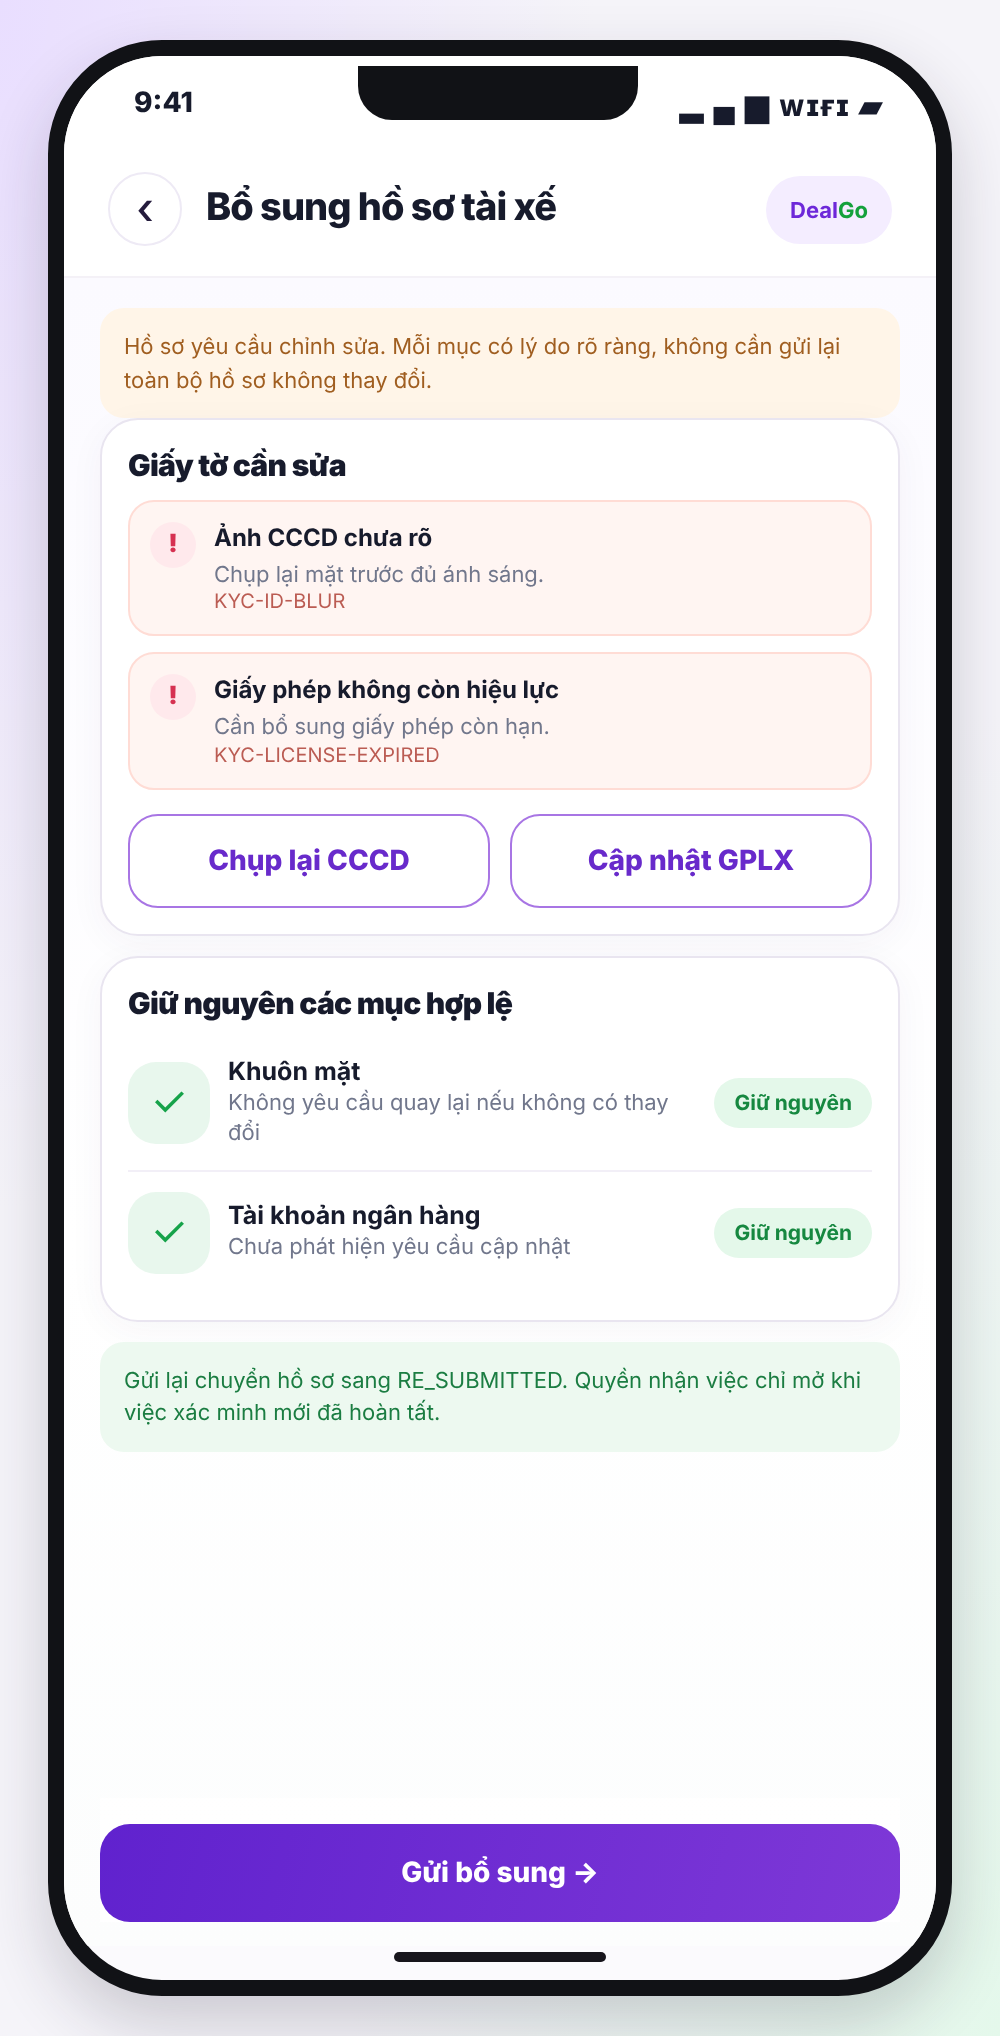 9:41
WIFI
Bổ sung hồ sơ tài xế
DealGo
Hồ sơ yêu cầu chỉnh sửa. Mỗi mục có lý do rõ ràng, không cần gửi lại
toàn bộ hồ sơ không thay đổi.
Giấy tờ cần sửa
!
Ảnh CCCD chưa rõ
Chụp lại mặt trước đủ ánh sáng.
KYC-ID-BLUR
!
Giấy phép không còn hiệu lực
Cần bổ sung giấy phép còn hạn.
KYC-LICENSE-EXPIRED
Chụp lại CCCD
Cập nhật GPLX
Giữ nguyên các mục hợp lệ
Khuôn mặt
Không yêu cầu quay lại nếu không có thay
đổi
Giữ nguyên
Tài khoản ngân hàng
Chưa phát hiện yêu cầu cập nhật
Giữ nguyên
Gửi lại chuyển hồ sơ sang RE_SUBMITTED. Quyền nhận việc chỉ mở khi
việc xác minh mới đã hoàn tất.
Gửi bổ sung →